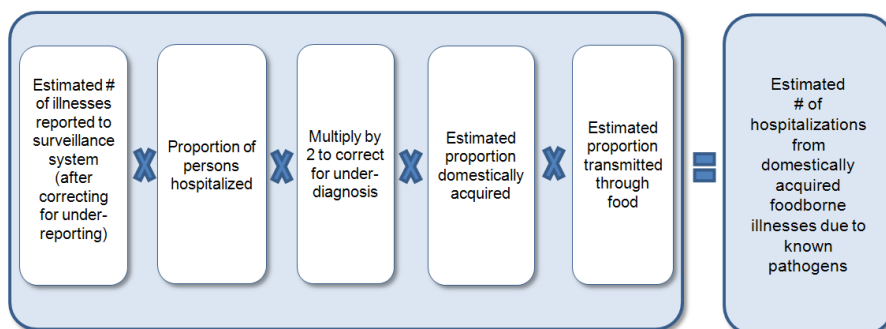 Estimated #
of illnesses
reported to
surveillance
system
(after
correcting
for under-
reporting)
Proportion of
persons
hospitalized
Multiply by
2 to correct
for under-
diagnosis
Estimated
proportion
domestically
acquired
Estimated
proportion
transmitted
through
food
Estimated
# of
hospitalizations
from
domestically
acquired
foodborne
illnesses due to
known
pathogens